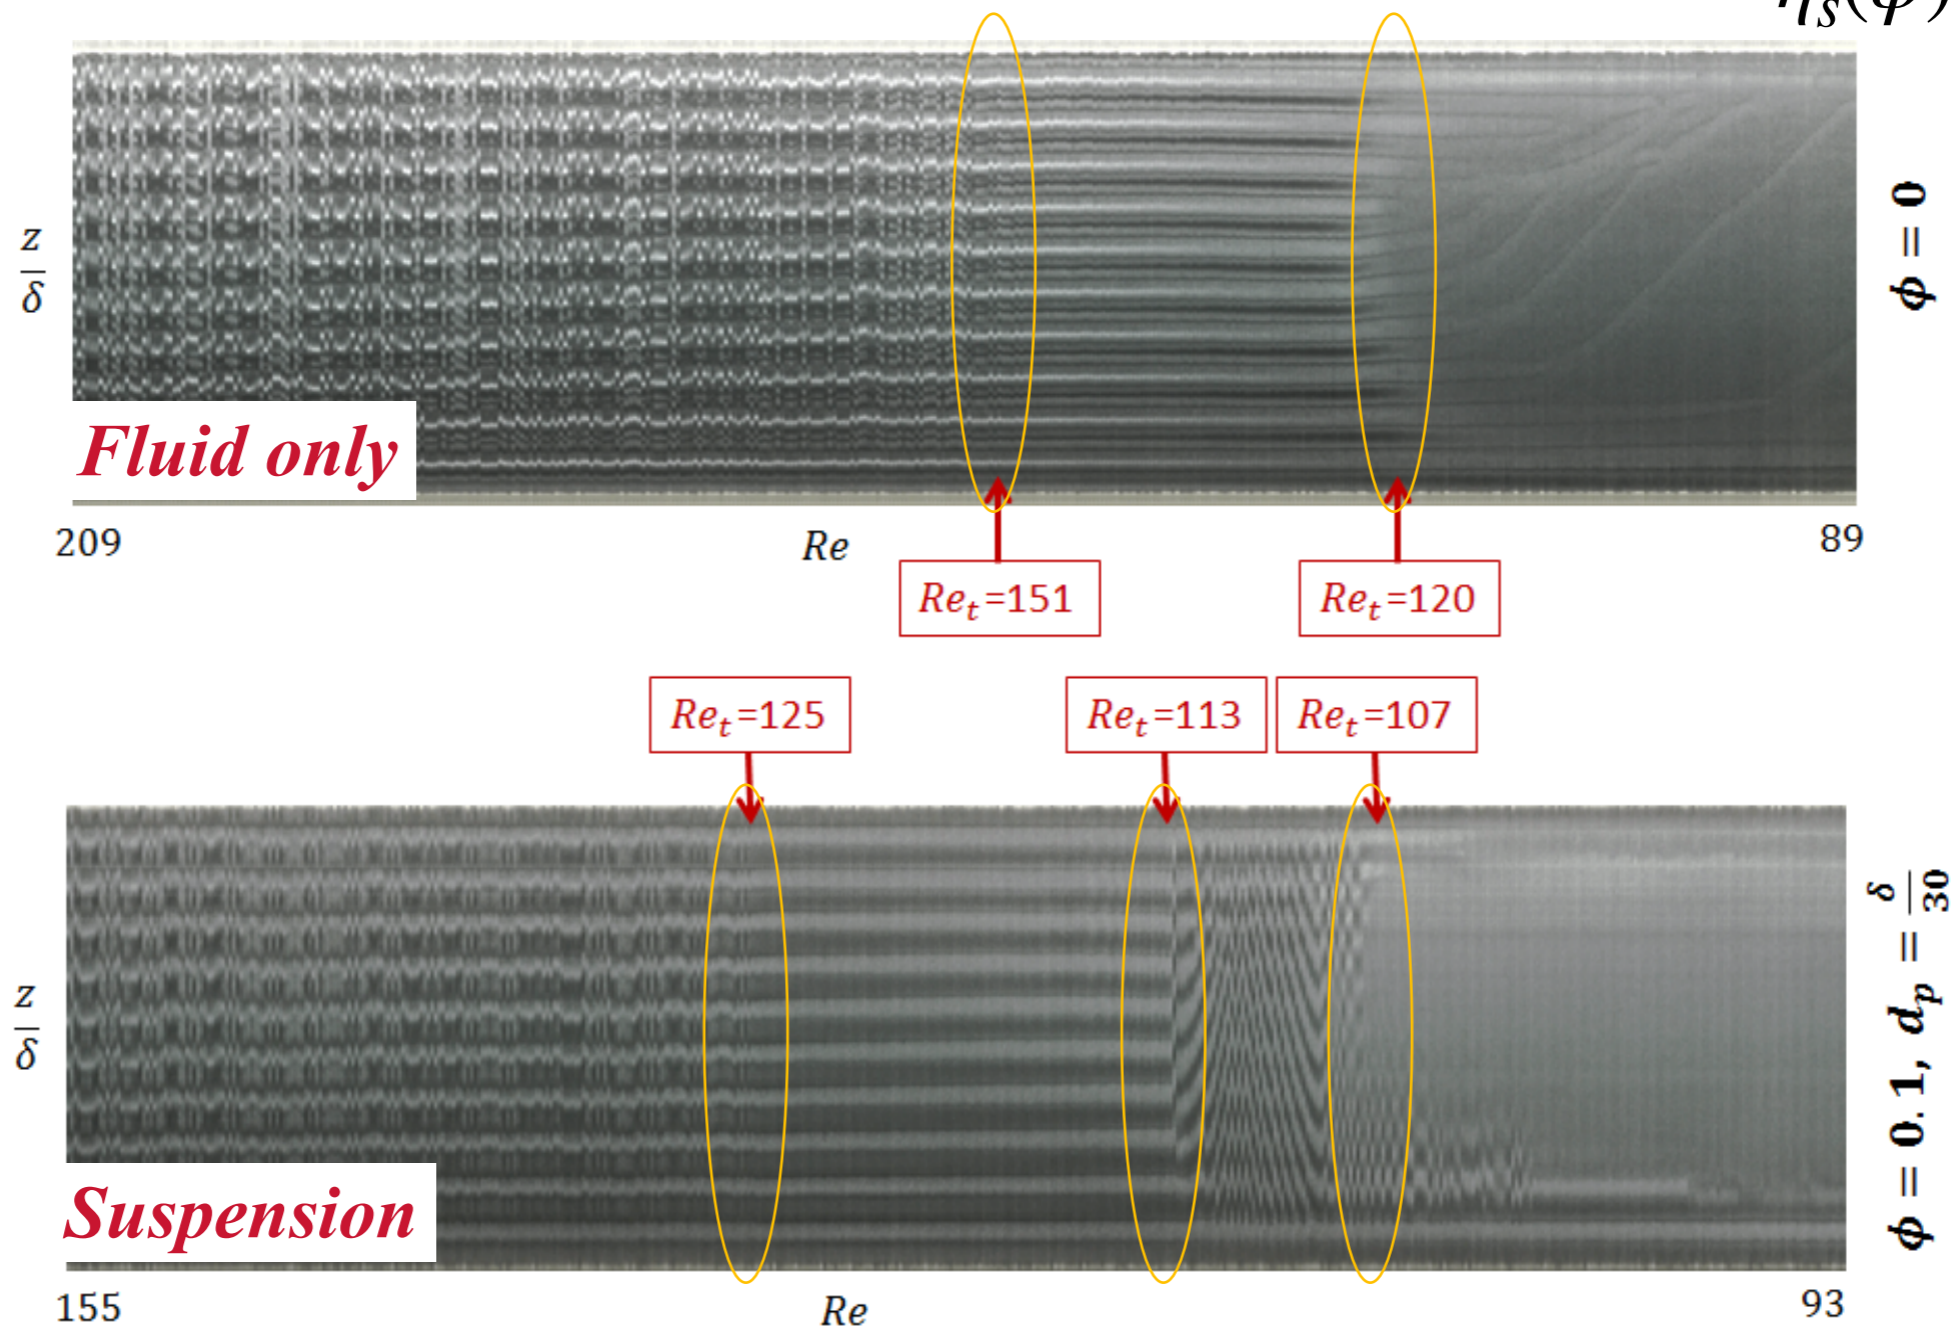 ηs(φ)
z
δ
ϕ = 0
Fluid only
209
Re
89
Re_t=151
Re_t=120
Re_t=125
Re_t=113
Re_t=107
z
δ
ϕ = 0.1, d_p = δ/30
Suspension
155
Re
93